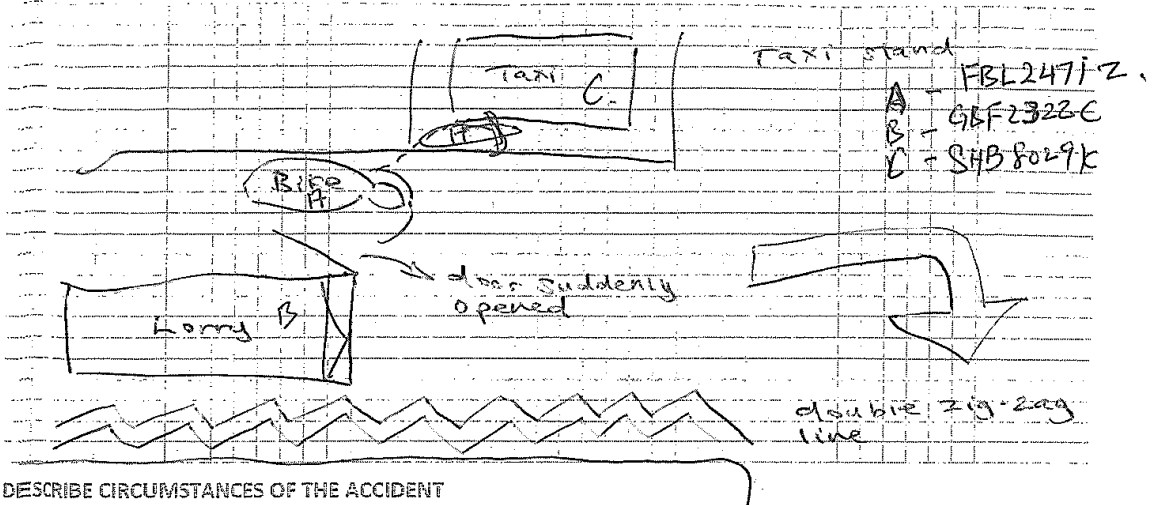 Taxi stand
Taxi
C.
A - FBL2471Z.
B - GBF2322E
C - SHB8029K
A
Bike
A
door suddenly
opened
Lorry B
double zig-zag
line
DESCRIBE CIRCUMSTANCES OF THE ACCIDENT